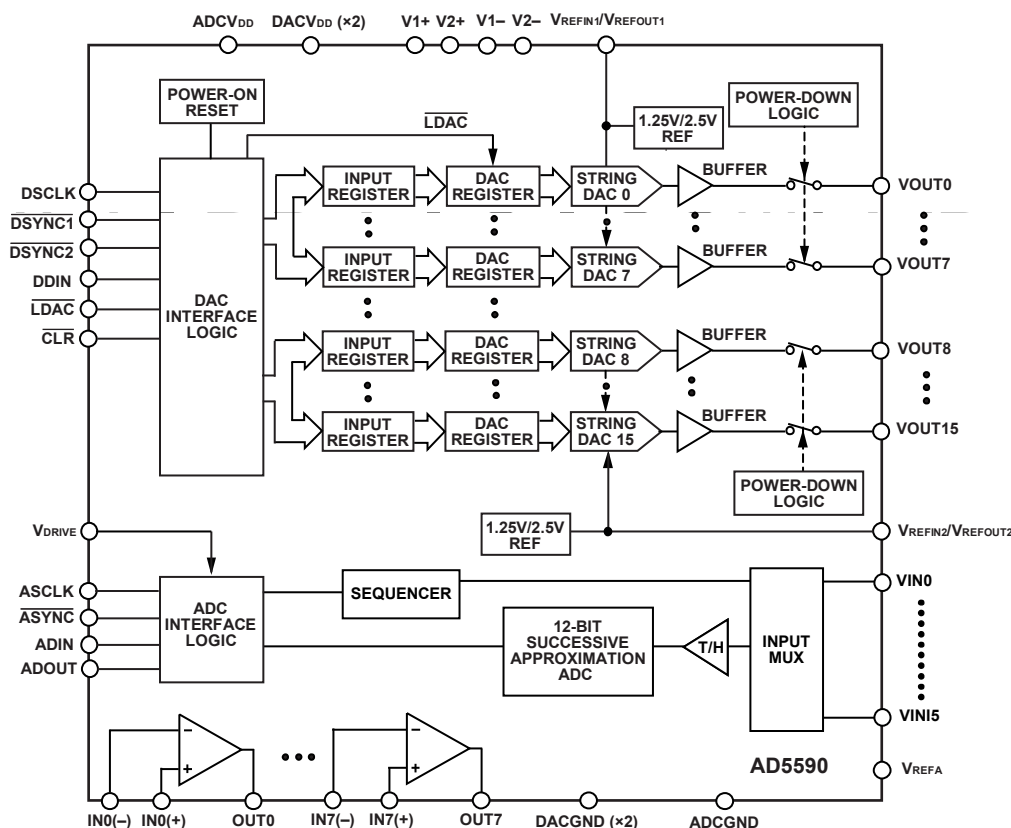 ADCVDD DACVDD (×2) V1+ V2+ V1– V2– VREFIN1/VREFOUT1
POWER-ON
RESET
LDAC
1.25V/2.5V
REF
POWER-DOWN
LOGIC
DSCLK
DSYNC1
DSYNC2
DDIN
LDAC
CLR
DAC
INTERFACE
LOGIC
INPUT
REGISTER
DAC
REGISTER
STRING
DAC 0
BUFFER
VOUT0
INPUT
REGISTER
DAC
REGISTER
STRING
DAC 7
BUFFER
VOUT7
INPUT
REGISTER
DAC
REGISTER
STRING
DAC 8
BUFFER
VOUT8
INPUT
REGISTER
DAC
REGISTER
STRING
DAC 15
BUFFER
VOUT15
POWER-DOWN
LOGIC
VDRIVE
1.25V/2.5V
REF
VREFIN2/VREFOUT2
ASCLK
ASYNC
ADIN
ADOUT
ADC
INTERFACE
LOGIC
SEQUENCER
12-BIT
SUCCESSIVE
APPROXIMATION
ADC
T/H
INPUT
MUX
VIN0
VINI5
– +
– +
AD5590
VREFA
IN0(–) IN0(+) OUT0 IN7(–) IN7(+) OUT7 DACGND (×2) ADCGND